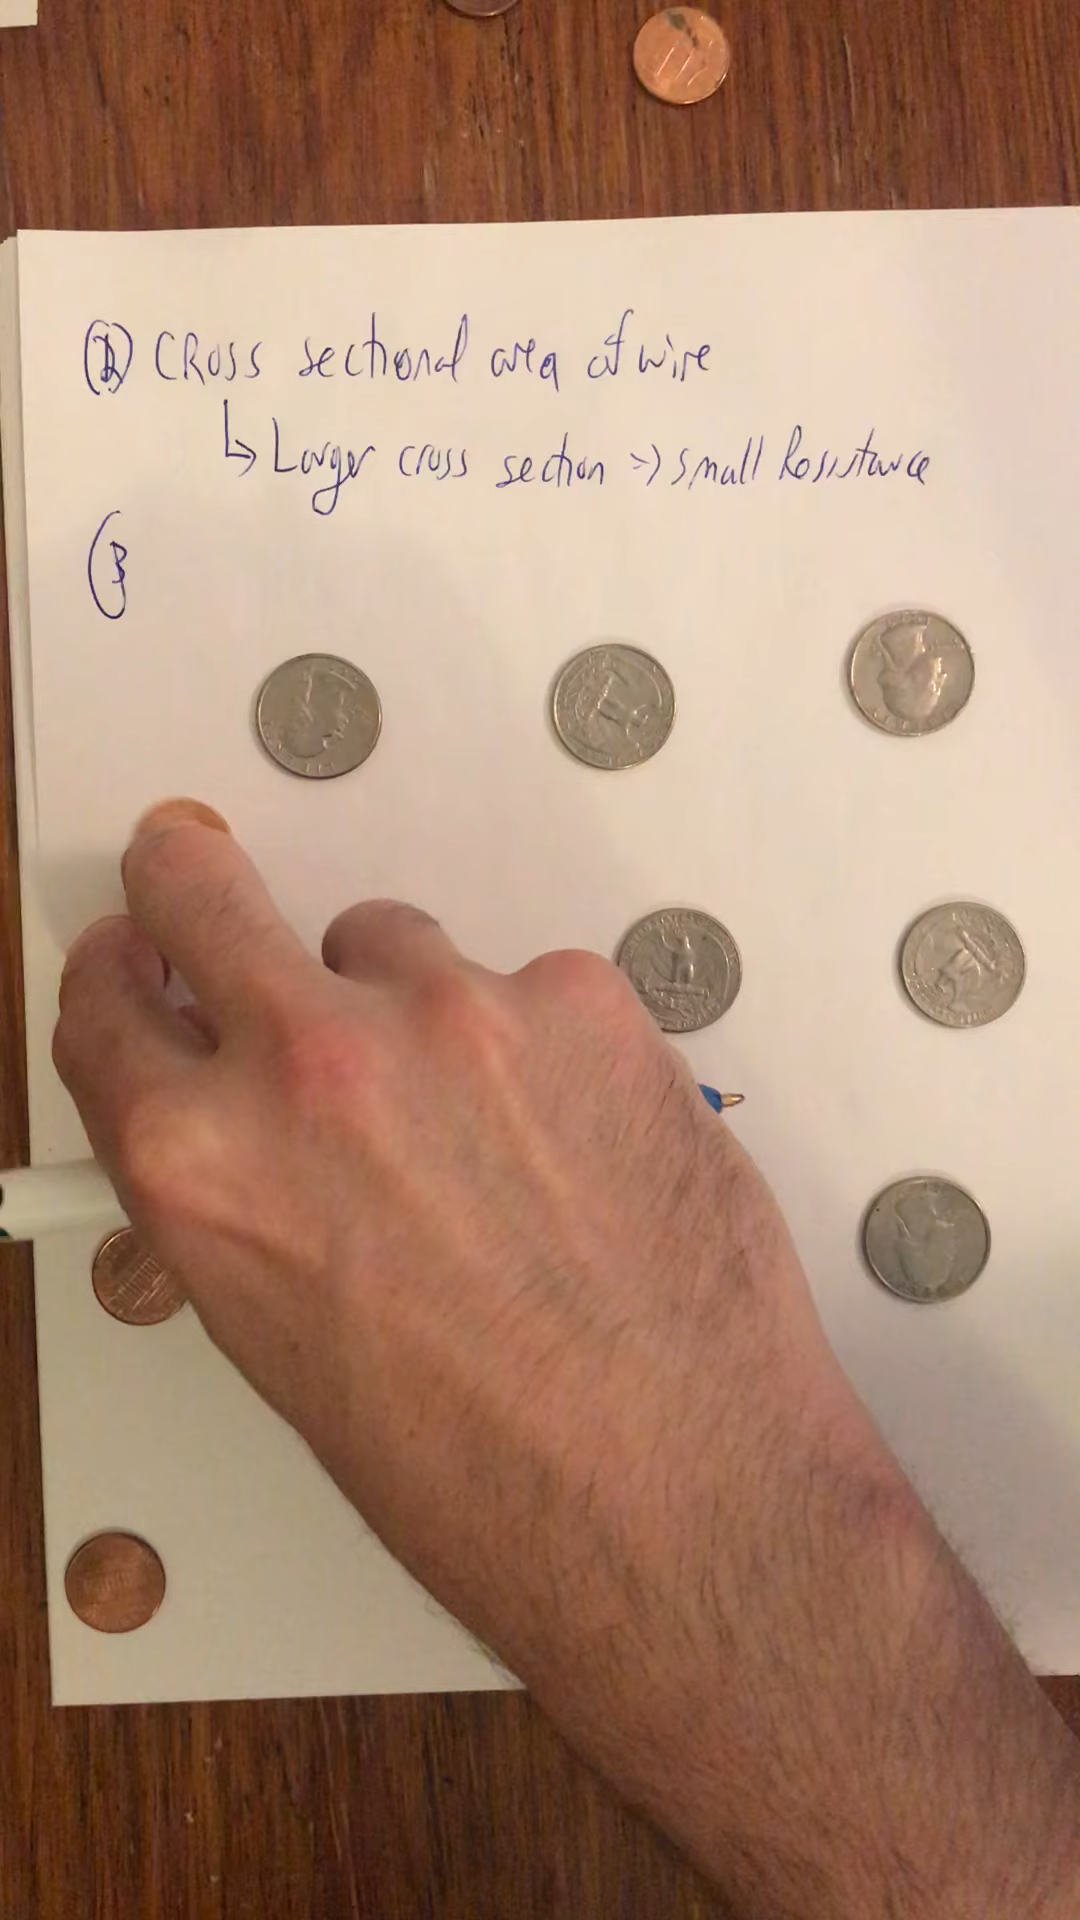 (2) CROSS sectional area of wire
↳ Larger cross section => small Resistance
(3